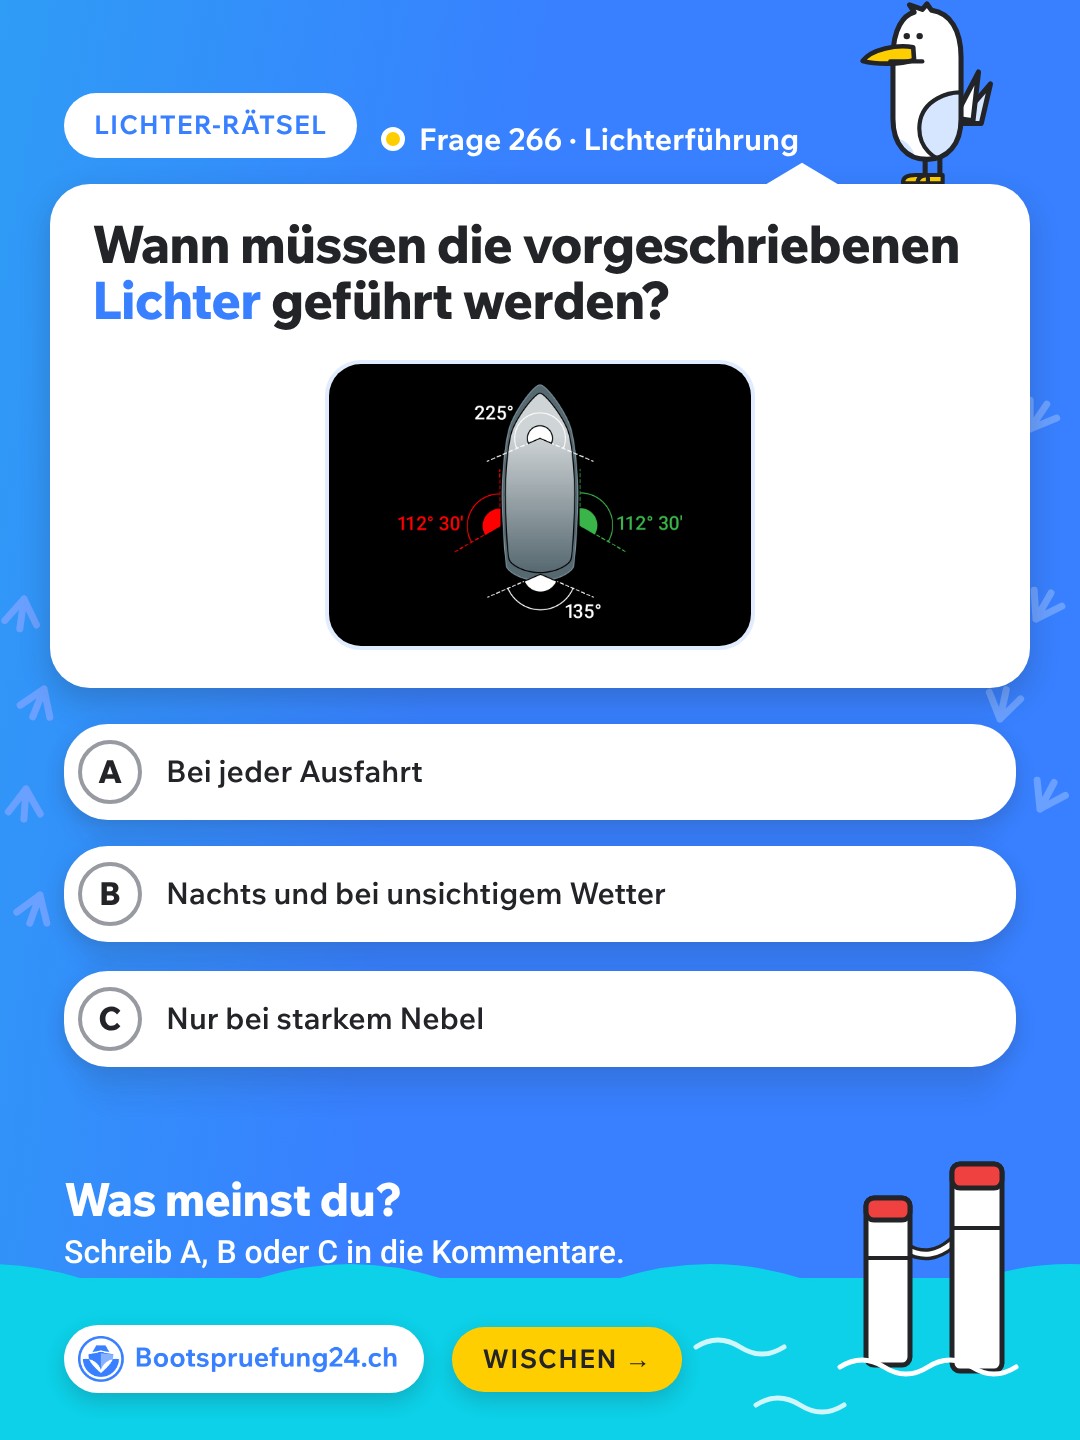 LICHTER-RÄTSEL
Frage 266 · Lichterführung
Wann müssen die vorgeschriebenen
Lichter geführt werden?
225°
112° 30'
112° 30'
135°
A Bei jeder Ausfahrt
B Nachts und bei unsichtigem Wetter
C Nur bei starkem Nebel
Was meinst du?
Schreib A, B oder C in die Kommentare.
Bootspruefung24.ch
WISCHEN →